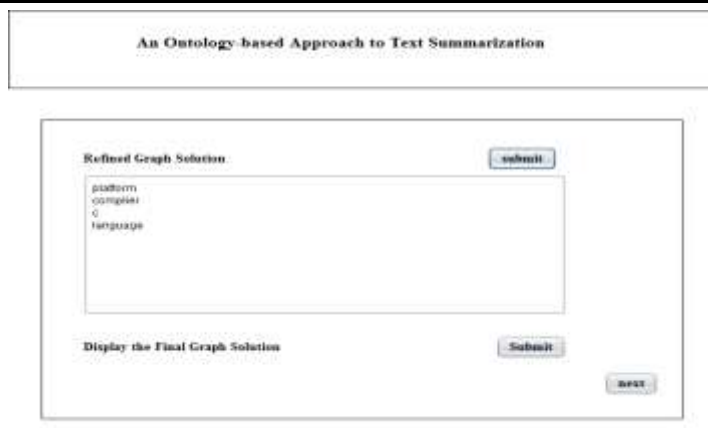 An Ontology-based Approach to Text Summarization
Refined Graph Solution submit
platform
compiler
c
language
Display the Final Graph Solution Submit
next